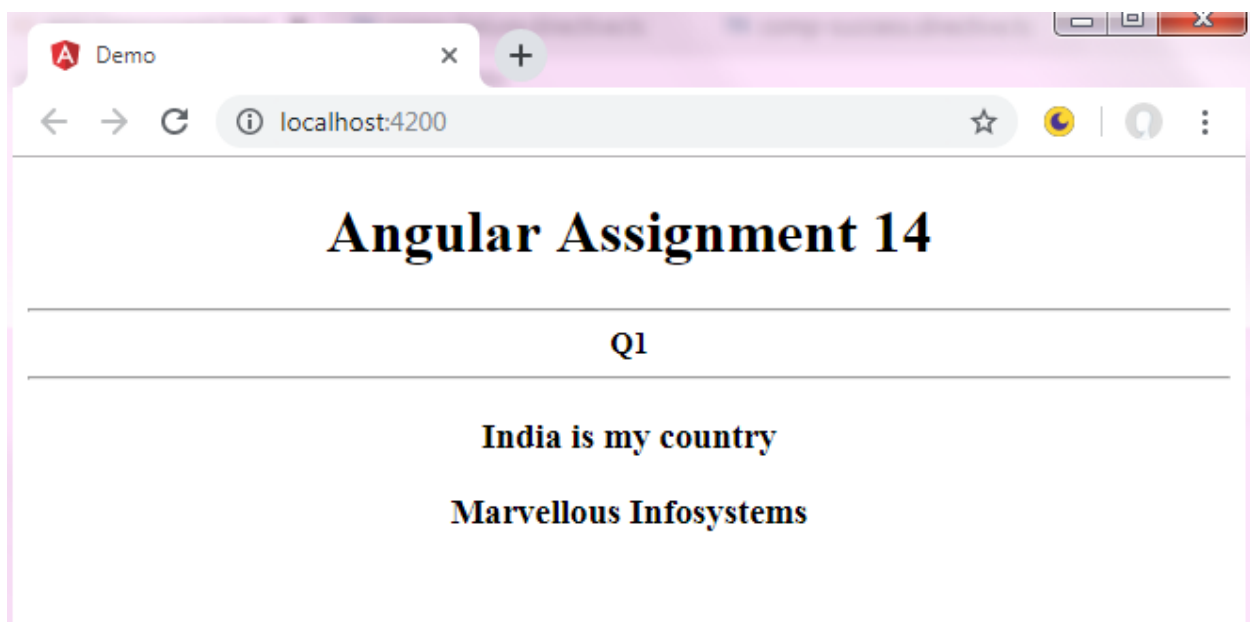 Demo
localhost:4200
Angular Assignment 14
Q1
India is my country
Marvellous Infosystems